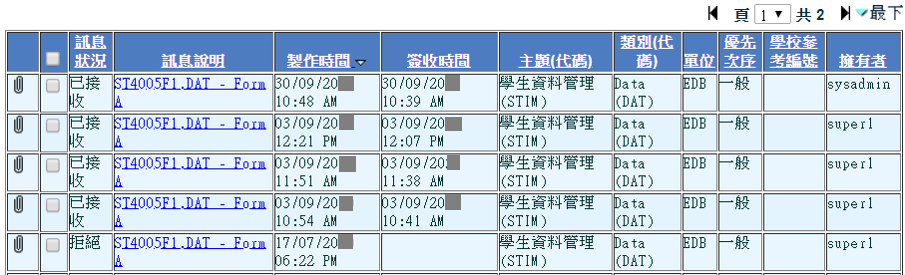 頁 1 共 2 最下
訊息狀況 訊息說明 製作時間 簽收時間 主題(代碼) 類別(代碼) 單位 優先次序 學校參考編號 擁有者
已接收 ST4005F1.DAT - Form A 30/09/20 10:48 AM 30/09/20 10:39 AM 學生資料管理(STIM) Data (DAT) EDB 一般 sysadmin
已接收 ST4005F1.DAT - Form A 03/09/20 12:21 PM 03/09/20 12:07 PM 學生資料管理(STIM) Data (DAT) EDB 一般 super1
已接收 ST4005F1.DAT - Form A 03/09/20 11:51 AM 03/09/20 11:38 AM 學生資料管理(STIM) Data (DAT) EDB 一般 super1
已接收 ST4005F1.DAT - Form A 03/09/20 10:54 AM 03/09/20 10:41 AM 學生資料管理(STIM) Data (DAT) EDB 一般 super1
拒絕 ST4005F1.DAT - Form A 17/07/20 06:22 PM 學生資料管理(STIM) Data (DAT) EDB 一般 super1